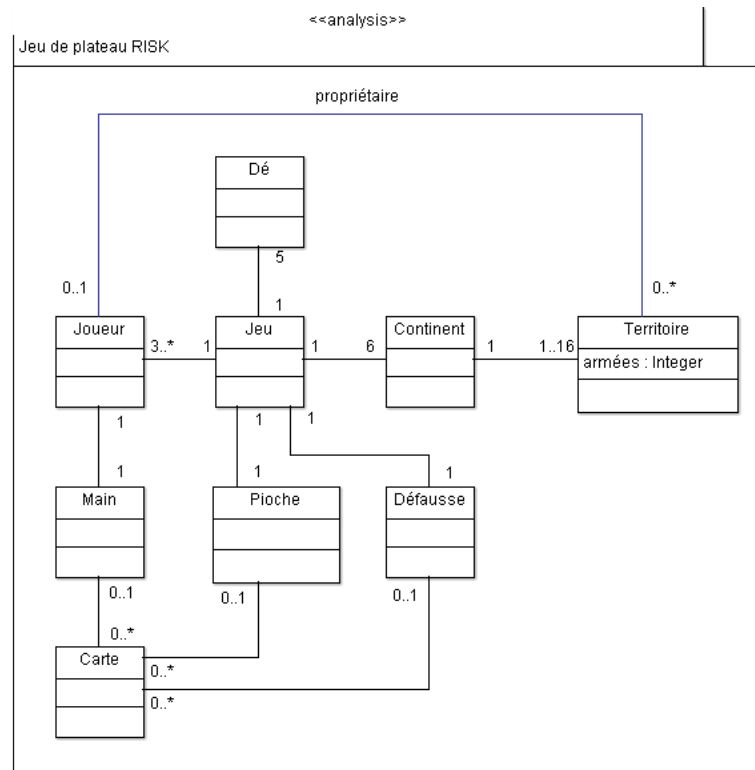 <<analysis>>
Jeu de plateau RISK
propriétaire
Dé
5
0..1
1
0..*
Joueur
3..*
1
Jeu
1
6
Continent
1
1..16
Territoire
armées : Integer
1
1
1
1
1
1
Main
Pioche
Défausse
0..1
0..1
0..1
0..*
Carte
0..*
0..*